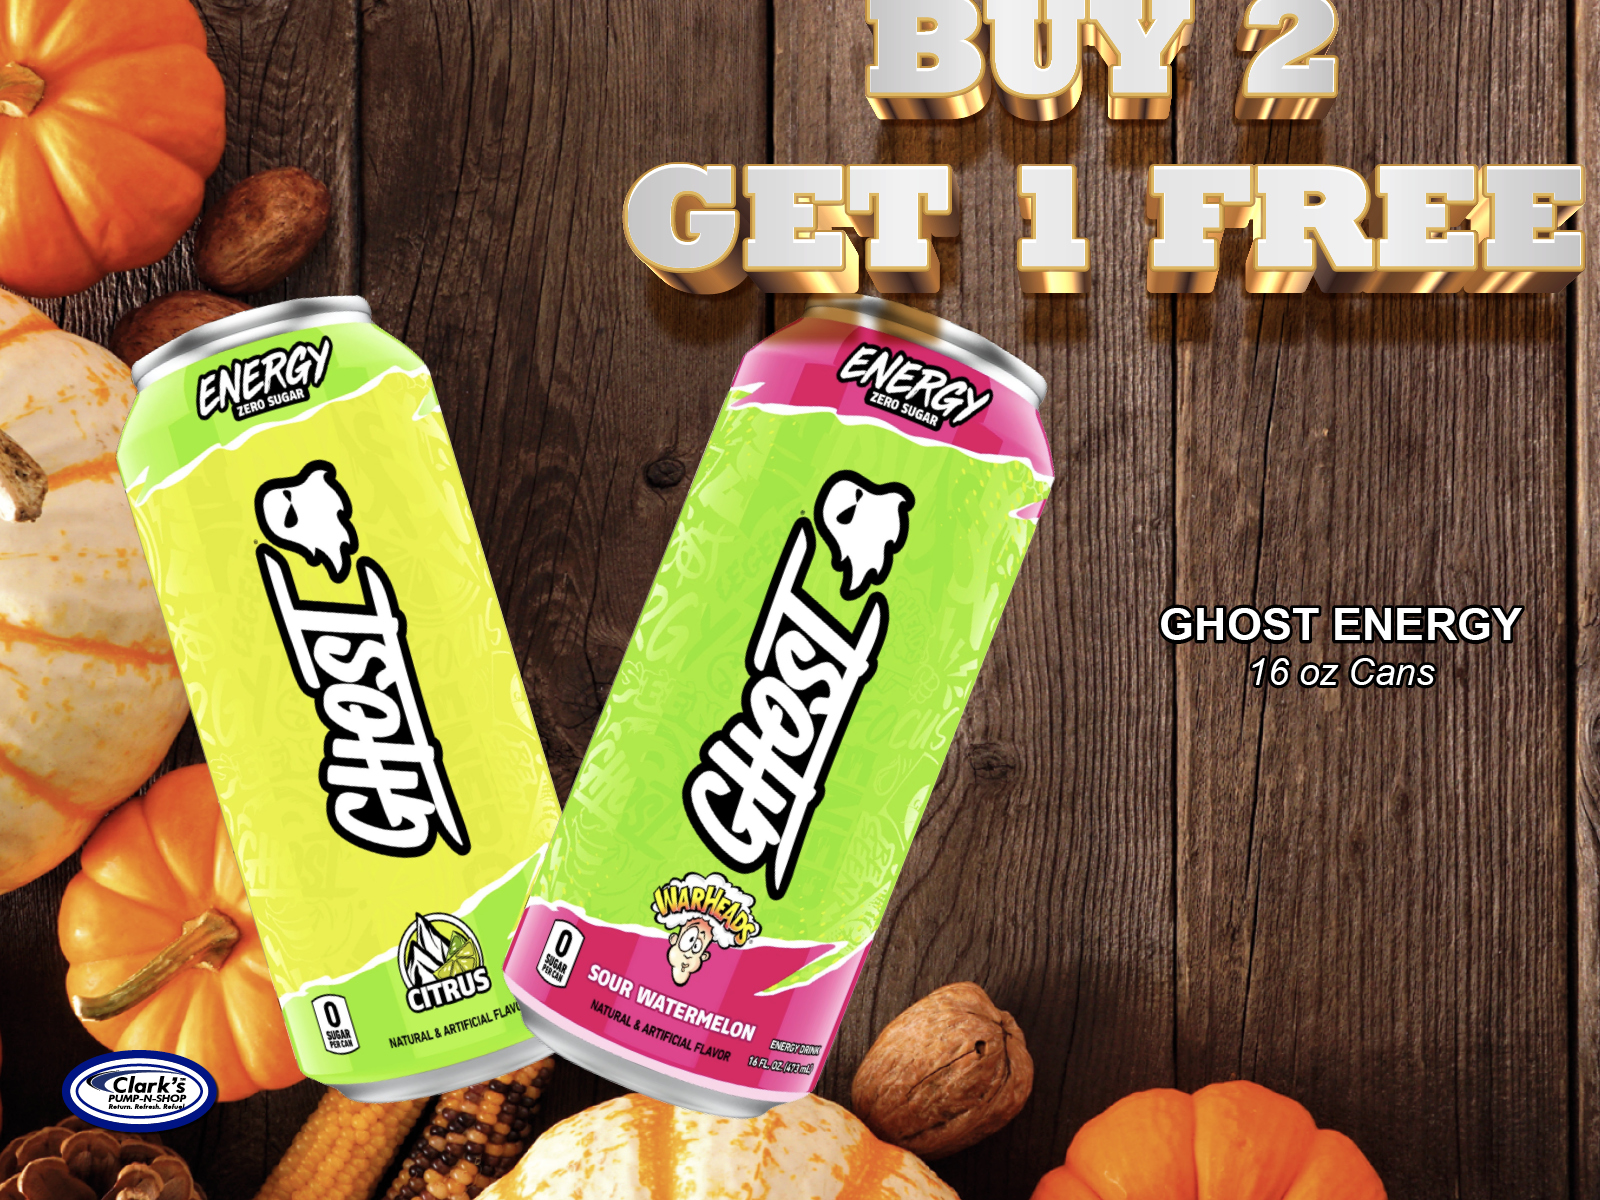 BUY 2
GET 1 FREE
ENERGY
ZERO SUGAR
GHOST
CITRUS
0
SUGAR
PER CAN
NATURAL & ARTIFICIAL FLAV
ENERGY
ZERO SUGAR
GHOST
WARHEADS
0
SUGAR
PER CAN
SOUR WATERMELON
NATURAL & ARTIFICIAL FLAVOR
ENERGY DRINK
16 FL. OZ. (473 mL)
GHOST ENERGY
16 oz Cans
Clark's
PUMP-N-SHOP
Return. Refresh. Refuel